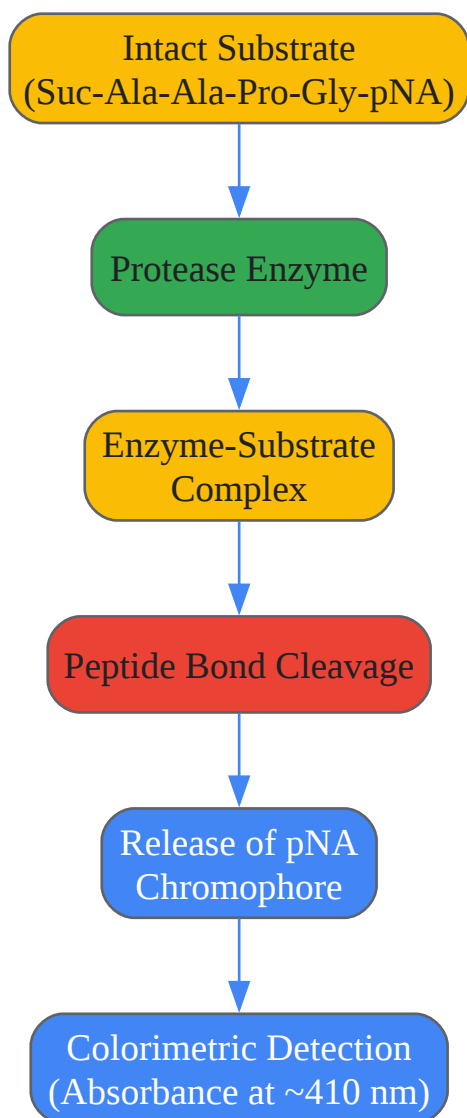 Intact Substrate
(Suc-Ala-Ala-Pro-Gly-pNA)
Protease Enzyme
Enzyme-Substrate
Complex
Peptide Bond Cleavage
Release of pNA
Chromophore
Colorimetric Detection
(Absorbance at ~410 nm)